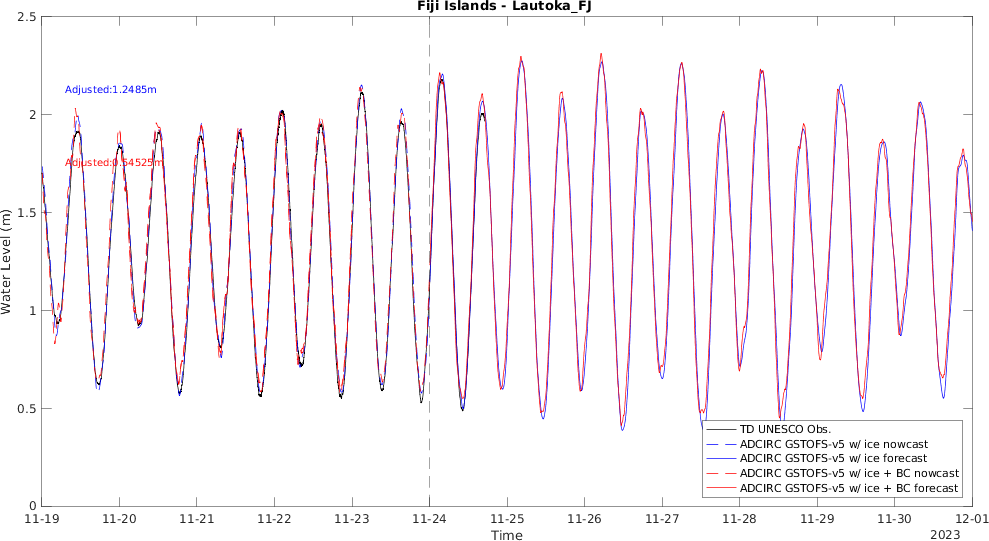 Fiji Islands - Lautoka_FJ
2.5
Adjusted:1.2485m
2
Adjusted:0.54525m
1.5
Water Level (m)
1
0.5
TD UNESCO Obs.
ADCIRC GSTOFS-v5 w/ ice nowcast
ADCIRC GSTOFS-v5 w/ ice forecast
ADCIRC GSTOFS-v5 w/ ice + BC nowcast
ADCIRC GSTOFS-v5 w/ ice + BC forecast
0
11-19 11-20 11-21 11-22 11-23 11-24 11-25 11-26 11-27 11-28 11-29 11-30 12-01
Time
2023